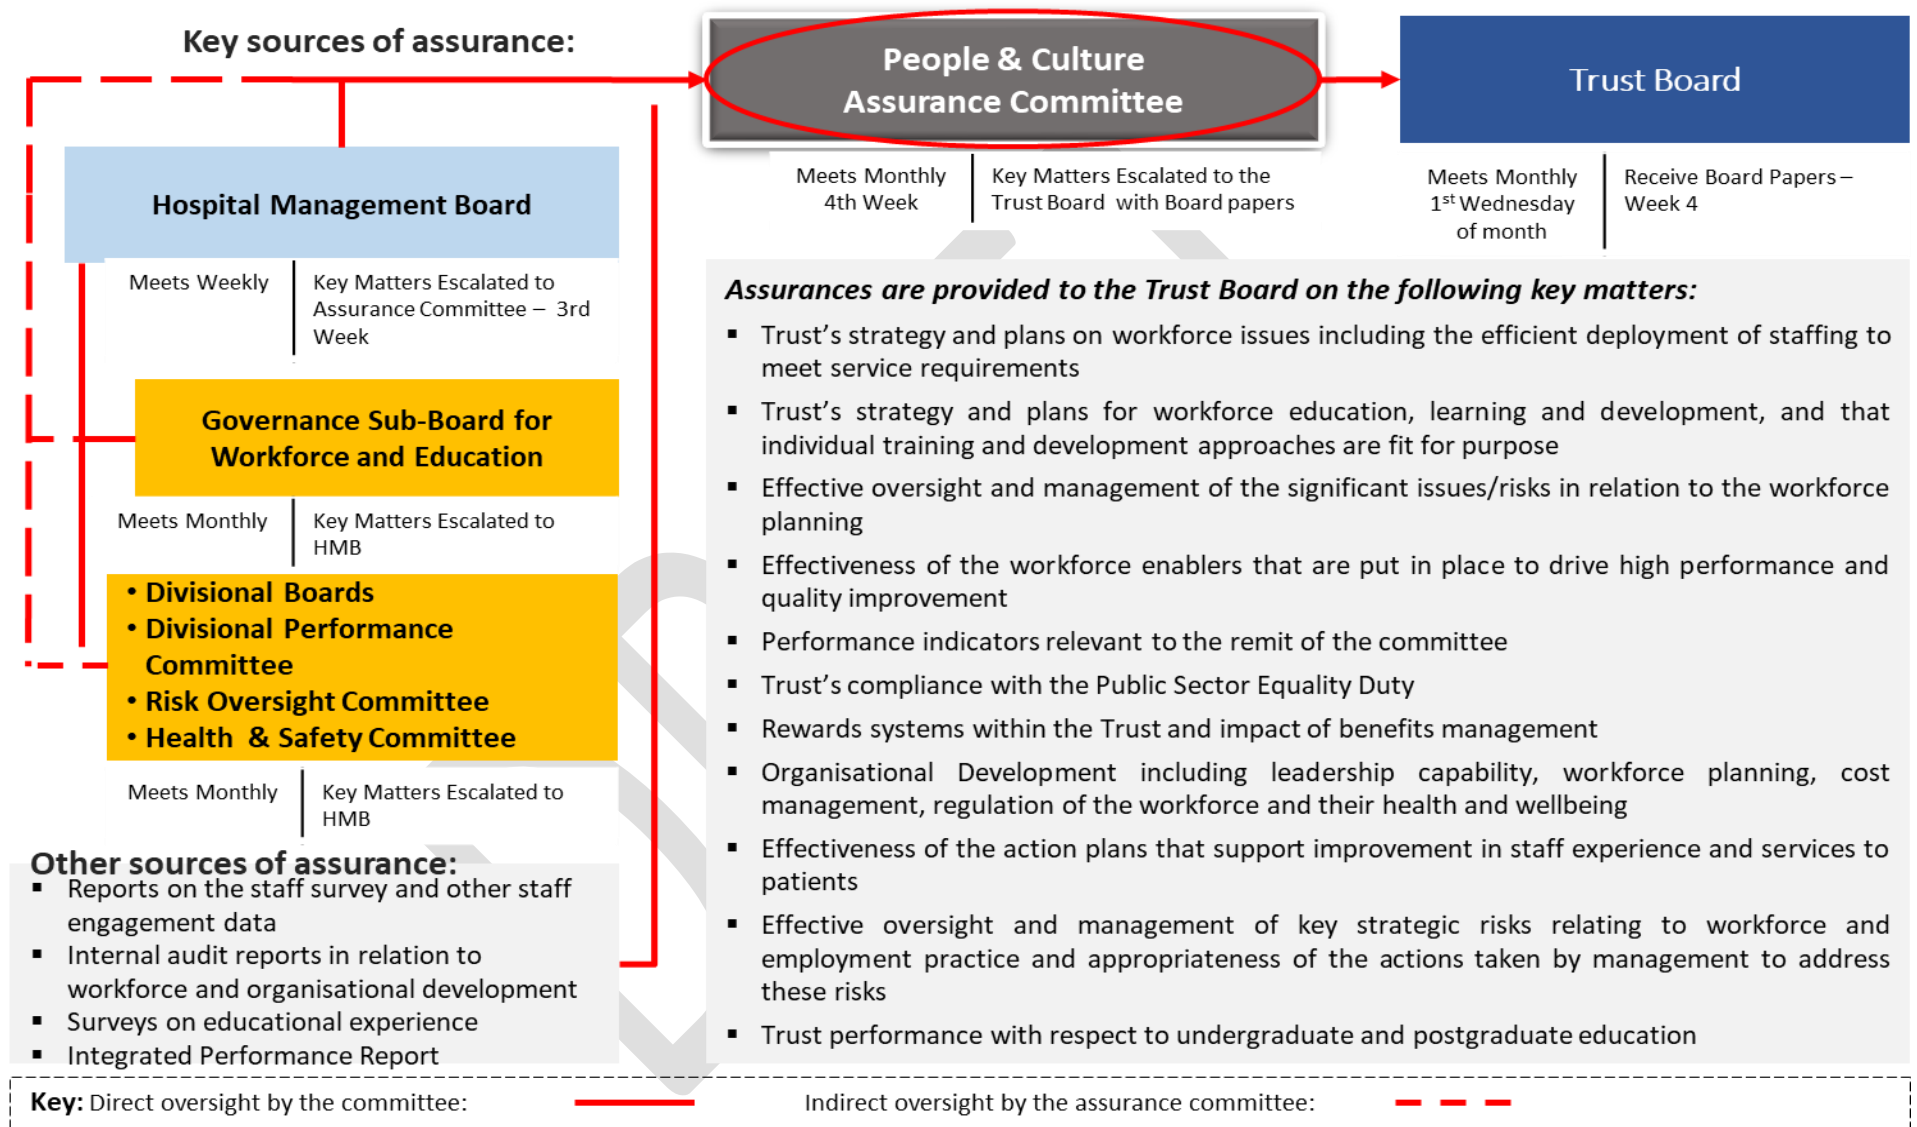 Key sources of assurance:
People & Culture
Assurance Committee
Trust Board
Meets Monthly
4th Week
Key Matters Escalated to the
Trust Board with Board papers
Meets Monthly
1st Wednesday
of month
Receive Board Papers –
Week 4
Hospital Management Board
Meets Weekly
Key Matters Escalated to
Assurance Committee – 3rd
Week
Governance Sub-Board for
Workforce and Education
Meets Monthly
Key Matters Escalated to
HMB
• Divisional Boards
• Divisional Performance
Committee
• Risk Oversight Committee
• Health & Safety Committee
Meets Monthly
Key Matters Escalated to
HMB
Other sources of assurance:
▪ Reports on the staff survey and other staff
engagement data
▪ Internal audit reports in relation to
workforce and organisational development
▪ Surveys on educational experience
▪ Integrated Performance Report
Assurances are provided to the Trust Board on the following key matters:
▪ Trust’s strategy and plans on workforce issues including the efficient deployment of staffing to
meet service requirements
▪ Trust’s strategy and plans for workforce education, learning and development, and that
individual training and development approaches are fit for purpose
▪ Effective oversight and management of the significant issues/risks in relation to the workforce
planning
▪ Effectiveness of the workforce enablers that are put in place to drive high performance and
quality improvement
▪ Performance indicators relevant to the remit of the committee
▪ Trust’s compliance with the Public Sector Equality Duty
▪ Rewards systems within the Trust and impact of benefits management
▪ Organisational Development including leadership capability, workforce planning, cost
management, regulation of the workforce and their health and wellbeing
▪ Effectiveness of the action plans that support improvement in staff experience and services to
patients
▪ Effective oversight and management of key strategic risks relating to workforce and
employment practice and appropriateness of the actions taken by management to address
these risks
▪ Trust performance with respect to undergraduate and postgraduate education
Key: Direct oversight by the committee:
Indirect oversight by the assurance committee: